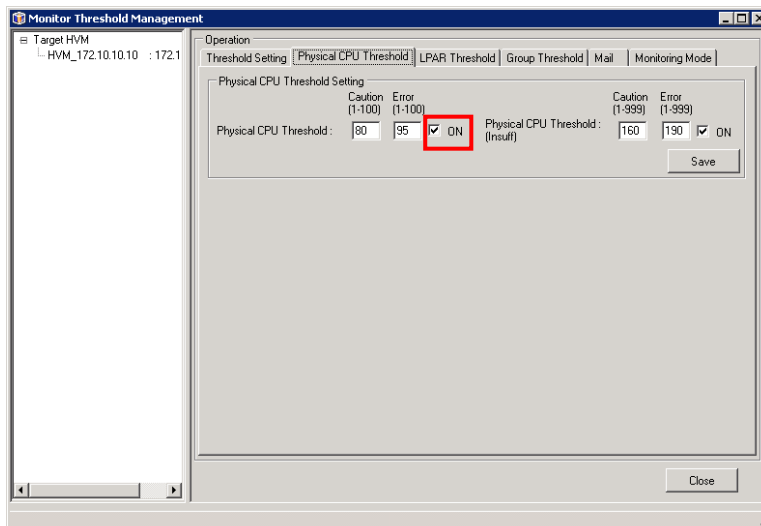 Monitor Threshold Management
Target HVM
HVM_172.10.10.10 : 172.1
Operation
Threshold Setting Physical CPU Threshold LPAR Threshold Group Threshold Mail Monitoring Mode
Physical CPU Threshold Setting
Caution Error Caution Error
(1-100) (1-100) (1-999) (1-999)
Physical CPU Threshold : 80 95 ON Physical CPU Threshold : 160 190 ON
(Insuff)
Save
Close